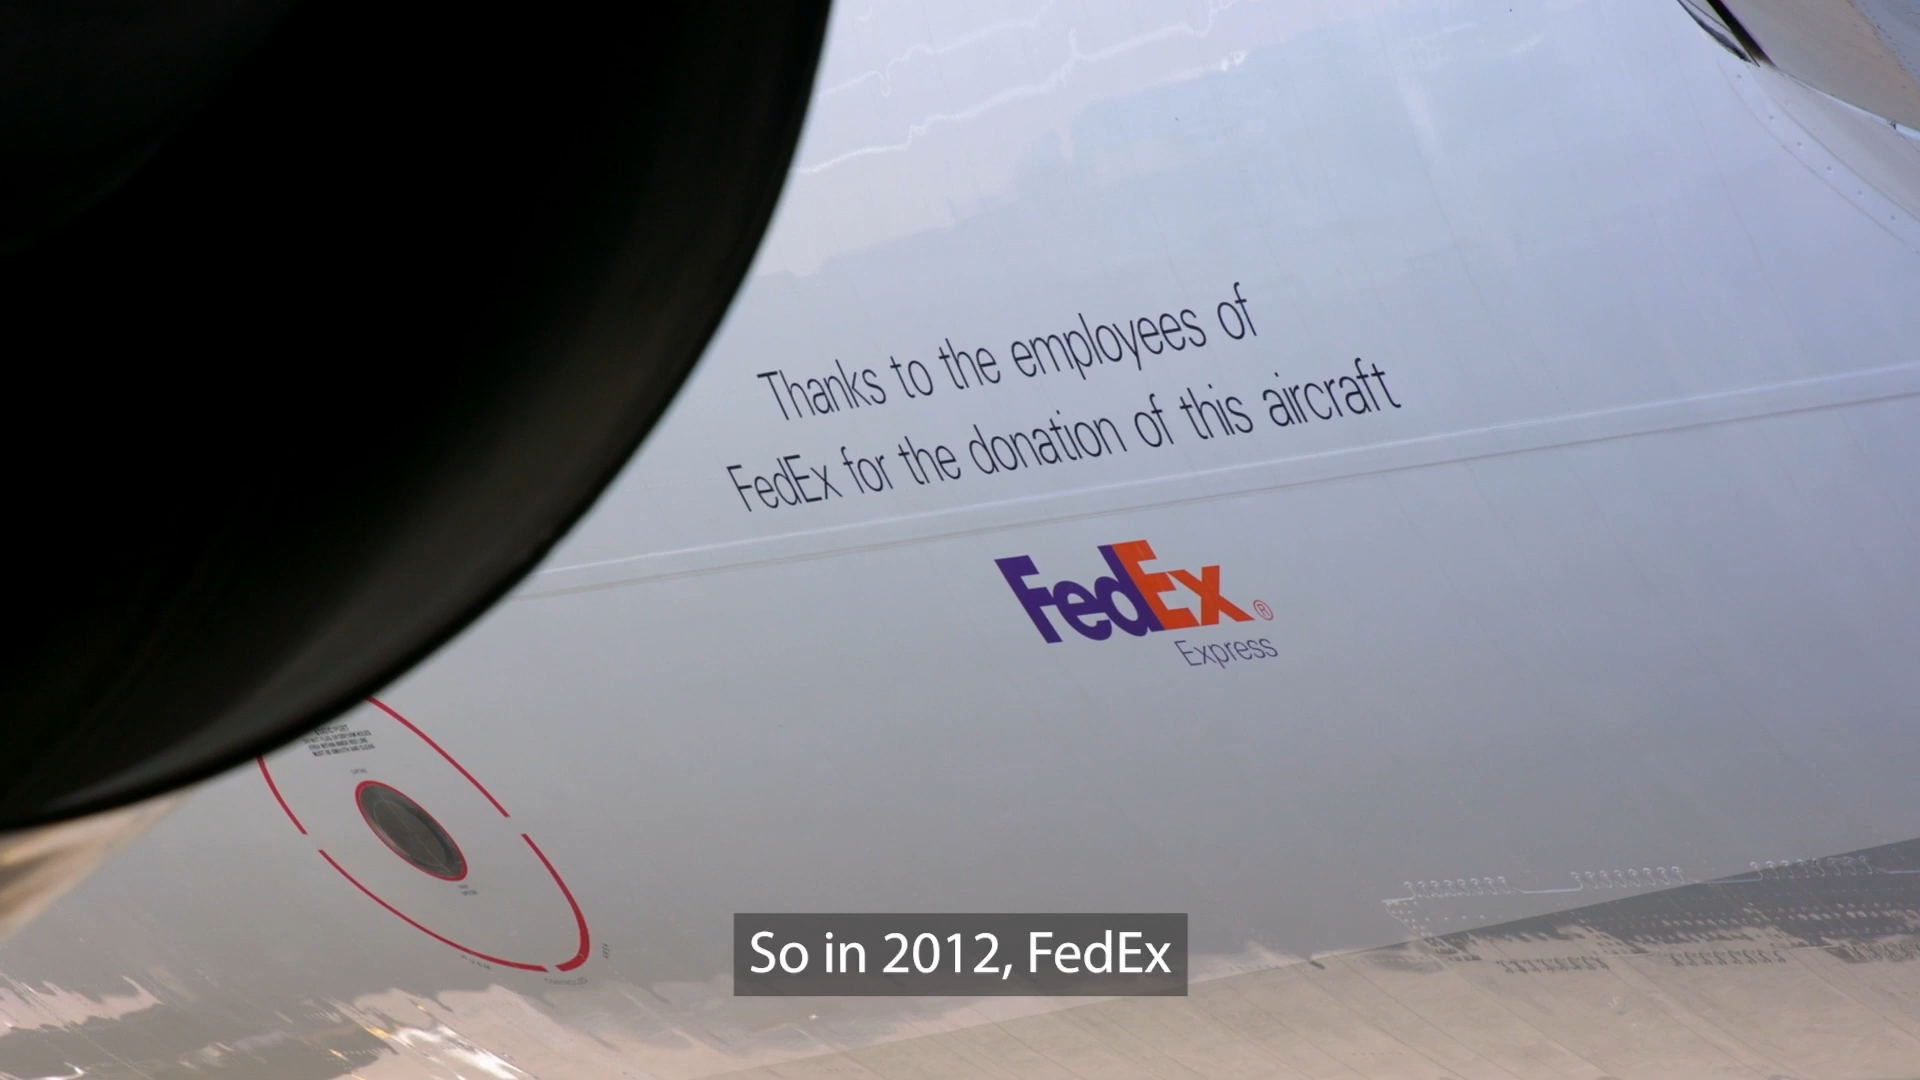 Thanks to the employees of
FedEx for the donation of this aircraft
FedEx®
Express
So in 2012, FedEx